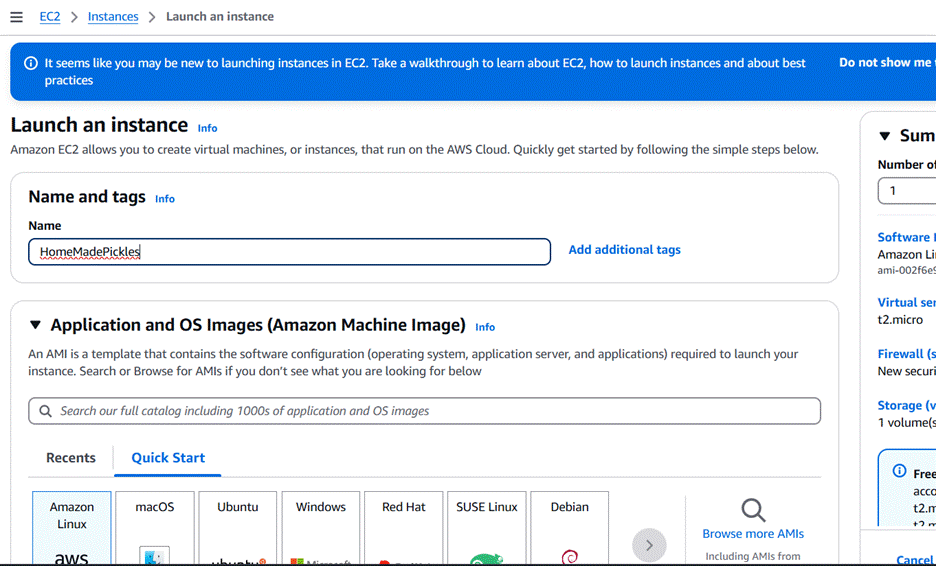 EC2 > Instances > Launch an instance
It seems like you may be new to launching instances in EC2. Take a walkthrough to learn about EC2, how to launch instances and about best
practices
Do not show me
Launch an instance Info
Amazon EC2 allows you to create virtual machines, or instances, that run on the AWS Cloud. Quickly get started by following the simple steps below.
Name and tags Info
Name
HomeMadePickles
Add additional tags
Application and OS Images (Amazon Machine Image) Info
An AMI is a template that contains the software configuration (operating system, application server, and applications) required to launch your
instance. Search or Browse for AMIs if you don't see what you are looking for below
Search our full catalog including 1000s of application and OS images
Recents
Quick Start
Amazon
Linux
aws
macOS
Ubuntu
Windows
Red Hat
SUSE Linux
Debian
Browse more AMIs
Including AMIs from
Number of
1
Software
Amazon Li
ami-002f6e9
Virtual ser
t2.micro
Firewall (s
New securi
Storage (v
1 volume(s
Free
acco
t2.m
Cancel